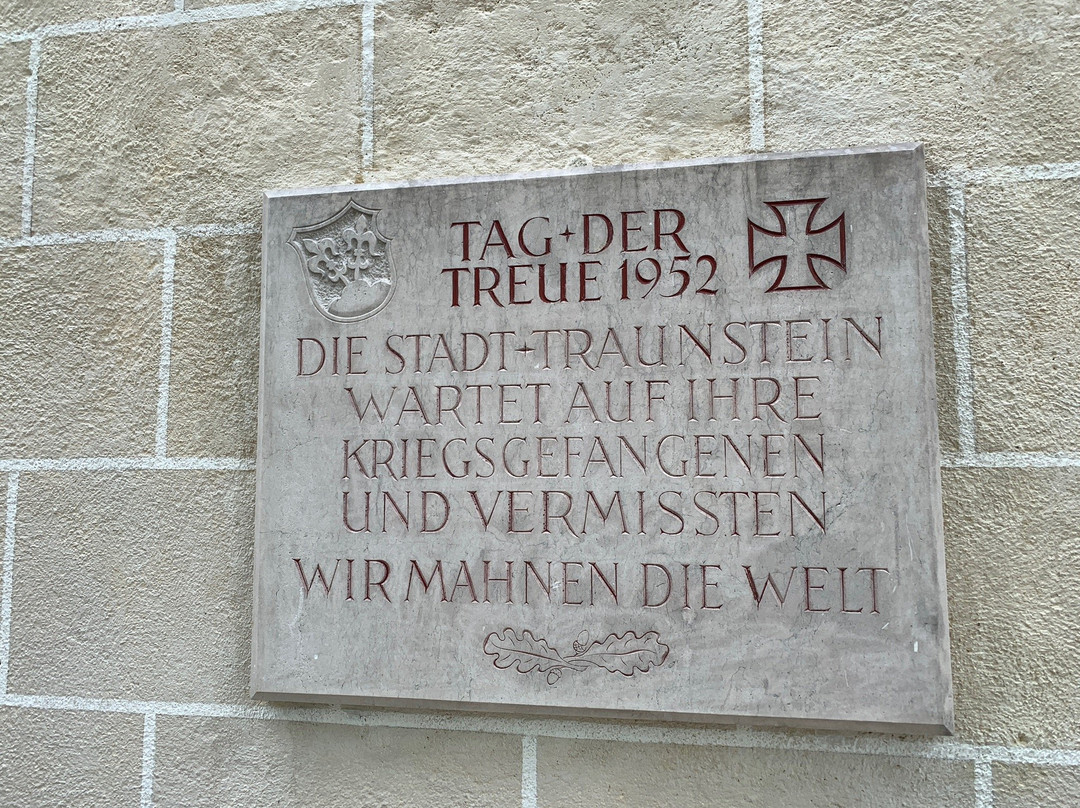 TAG + DER
TREUE 1952
DIE STADT + TRAUNSTEIN
WARTET AUF IHRE
KRIEGSGEFANGENEN
UND VERMISSTEN
WIR MAHNEN DIE WELT